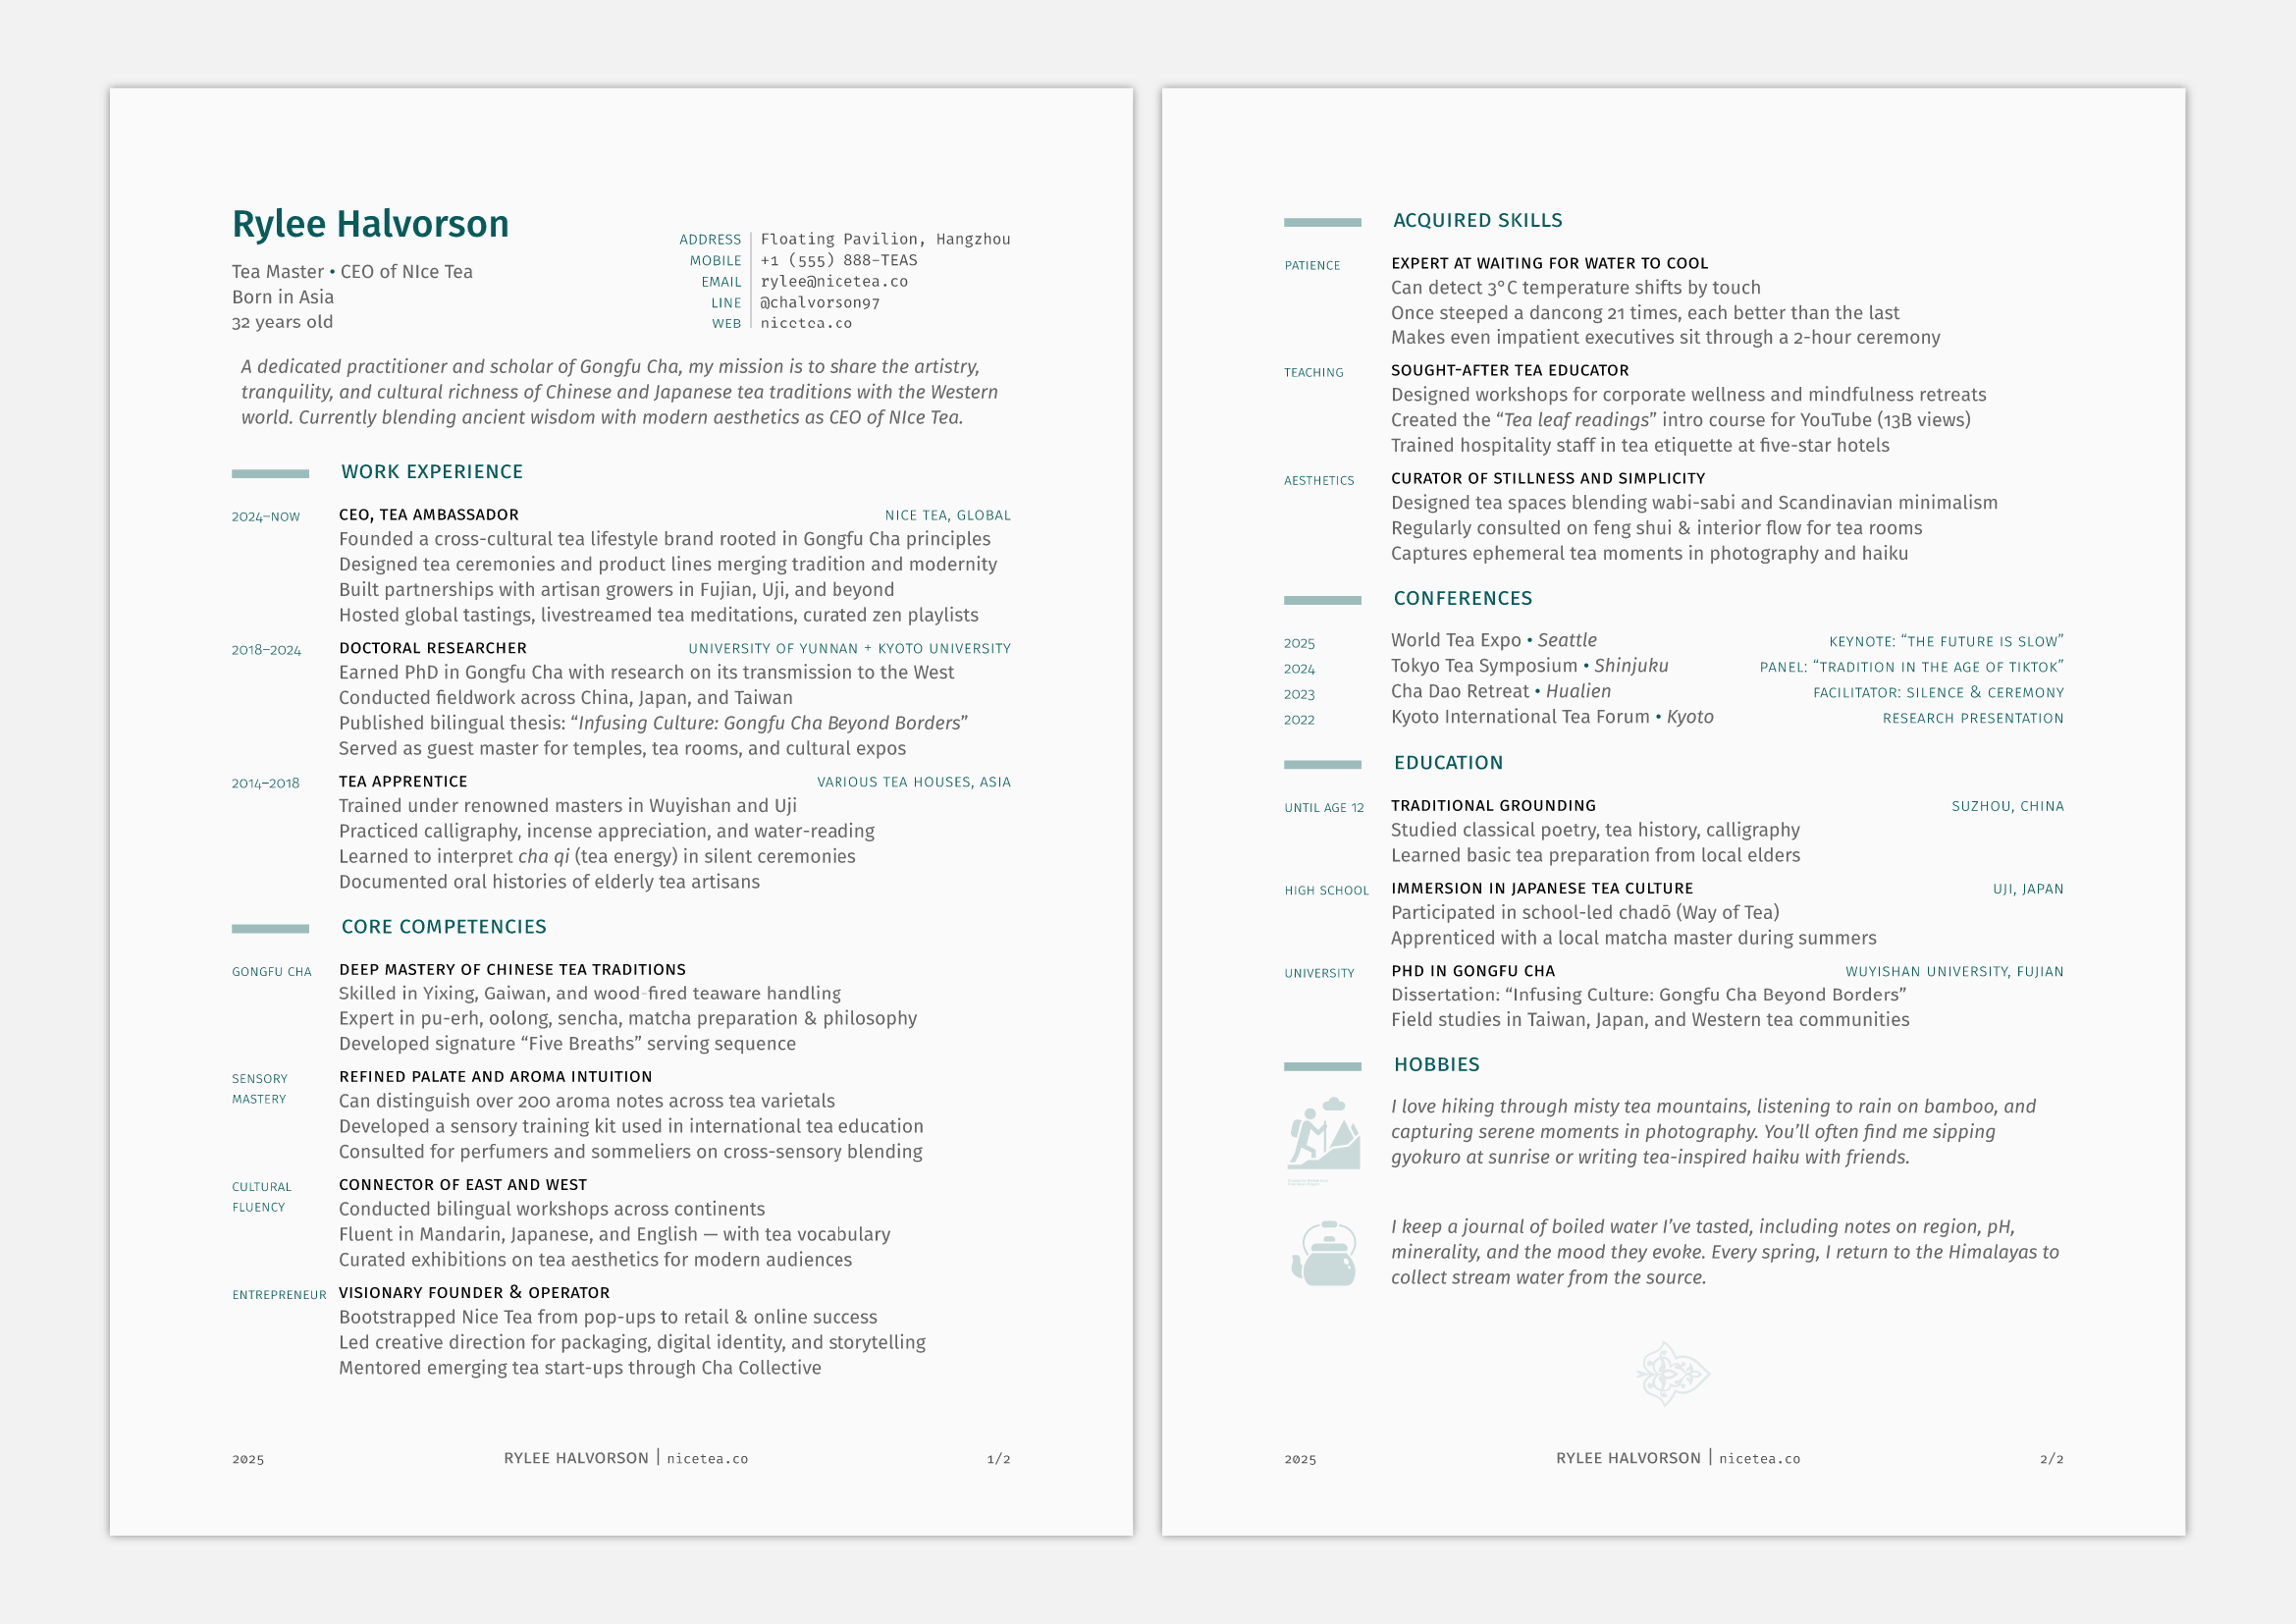 Rylee Halvorson
Tea Master • CEO of NIce Tea
Born in Asia
32 years old
ADDRESS Floating Pavilion, Hangzhou
MOBILE +1 (555) 888-TEAS
EMAIL rylee@nicetea.co
LINE @chalvorson97
WEB nicetea.co
A dedicated practitioner and scholar of Gongfu Cha, my mission is to share the artistry,
tranquility, and cultural richness of Chinese and Japanese tea traditions with the Western
world. Currently blending ancient wisdom with modern aesthetics as CEO of NIce Tea.
WORK EXPERIENCE
2024–NOW CEO, TEA AMBASSADOR NICE TEA, GLOBAL
Founded a cross-cultural tea lifestyle brand rooted in Gongfu Cha principles
Designed tea ceremonies and product lines merging tradition and modernity
Built partnerships with artisan growers in Fujian, Uji, and beyond
Hosted global tastings, livestreamed tea meditations, curated zen playlists
2018–2024 DOCTORAL RESEARCHER UNIVERSITY OF YUNNAN + KYOTO UNIVERSITY
Earned PhD in Gongfu Cha with research on its transmission to the West
Conducted fieldwork across China, Japan, and Taiwan
Published bilingual thesis: “Infusing Culture: Gongfu Cha Beyond Borders”
Served as guest master for temples, tea rooms, and cultural expos
2014–2018 TEA APPRENTICE VARIOUS TEA HOUSES, ASIA
Trained under renowned masters in Wuyishan and Uji
Practiced calligraphy, incense appreciation, and water-reading
Learned to interpret cha qi (tea energy) in silent ceremonies
Documented oral histories of elderly tea artisans
CORE COMPETENCIES
GONGFU CHA DEEP MASTERY OF CHINESE TEA TRADITIONS
Skilled in Yixing, Gaiwan, and wood-fired teaware handling
Expert in pu-erh, oolong, sencha, matcha preparation & philosophy
Developed signature “Five Breaths” serving sequence
SENSORY MASTERY REFINED PALATE AND AROMA INTUITION
Can distinguish over 200 aroma notes across tea varietals
Developed a sensory training kit used in international tea education
Consulted for perfumers and sommeliers on cross-sensory blending
CULTURAL FLUENCY CONNECTOR OF EAST AND WEST
Conducted bilingual workshops across continents
Fluent in Mandarin, Japanese, and English — with tea vocabulary
Curated exhibitions on tea aesthetics for modern audiences
ENTREPRENEUR VISIONARY FOUNDER & OPERATOR
Bootstrapped Nice Tea from pop-ups to retail & online success
Led creative direction for packaging, digital identity, and storytelling
Mentored emerging tea start-ups through Cha Collective
2025 RYLEE HALVORSON | nicetea.co 1/2
ACQUIRED SKILLS
PATIENCE EXPERT AT WAITING FOR WATER TO COOL
Can detect 3°C temperature shifts by touch
Once steeped a dancong 21 times, each better than the last
Makes even impatient executives sit through a 2-hour ceremony
TEACHING SOUGHT-AFTER TEA EDUCATOR
Designed workshops for corporate wellness and mindfulness retreats
Created the “Tea leaf readings” intro course for YouTube (13B views)
Trained hospitality staff in tea etiquette at five-star hotels
AESTHETICS CURATOR OF STILLNESS AND SIMPLICITY
Designed tea spaces blending wabi-sabi and Scandinavian minimalism
Regularly consulted on feng shui & interior flow for tea rooms
Captures ephemeral tea moments in photography and haiku
CONFERENCES
2025 World Tea Expo • Seattle KEYNOTE: “THE FUTURE IS SLOW”
2024 Tokyo Tea Symposium • Shinjuku PANEL: “TRADITION IN THE AGE OF TIKTOK”
2023 Cha Dao Retreat • Hualien FACILITATOR: SILENCE & CEREMONY
2022 Kyoto International Tea Forum • Kyoto RESEARCH PRESENTATION
EDUCATION
UNTIL AGE 12 TRADITIONAL GROUNDING SUZHOU, CHINA
Studied classical poetry, tea history, calligraphy
Learned basic tea preparation from local elders
HIGH SCHOOL IMMERSION IN JAPANESE TEA CULTURE UJI, JAPAN
Participated in school-led chadō (Way of Tea)
Apprenticed with a local matcha master during summers
UNIVERSITY PHD IN GONGFU CHA WUYISHAN UNIVERSITY, FUJIAN
Dissertation: “Infusing Culture: Gongfu Cha Beyond Borders”
Field studies in Taiwan, Japan, and Western tea communities
HOBBIES
I love hiking through misty tea mountains, listening to rain on bamboo, and
capturing serene moments in photography. You’ll often find me sipping
gyokuro at sunrise or writing tea-inspired haiku with friends.
I keep a journal of boiled water I’ve tasted, including notes on region, pH,
minerality, and the mood they evoke. Every spring, I return to the Himalayas to
collect stream water from the source.
2025 RYLEE HALVORSON | nicetea.co 2/2